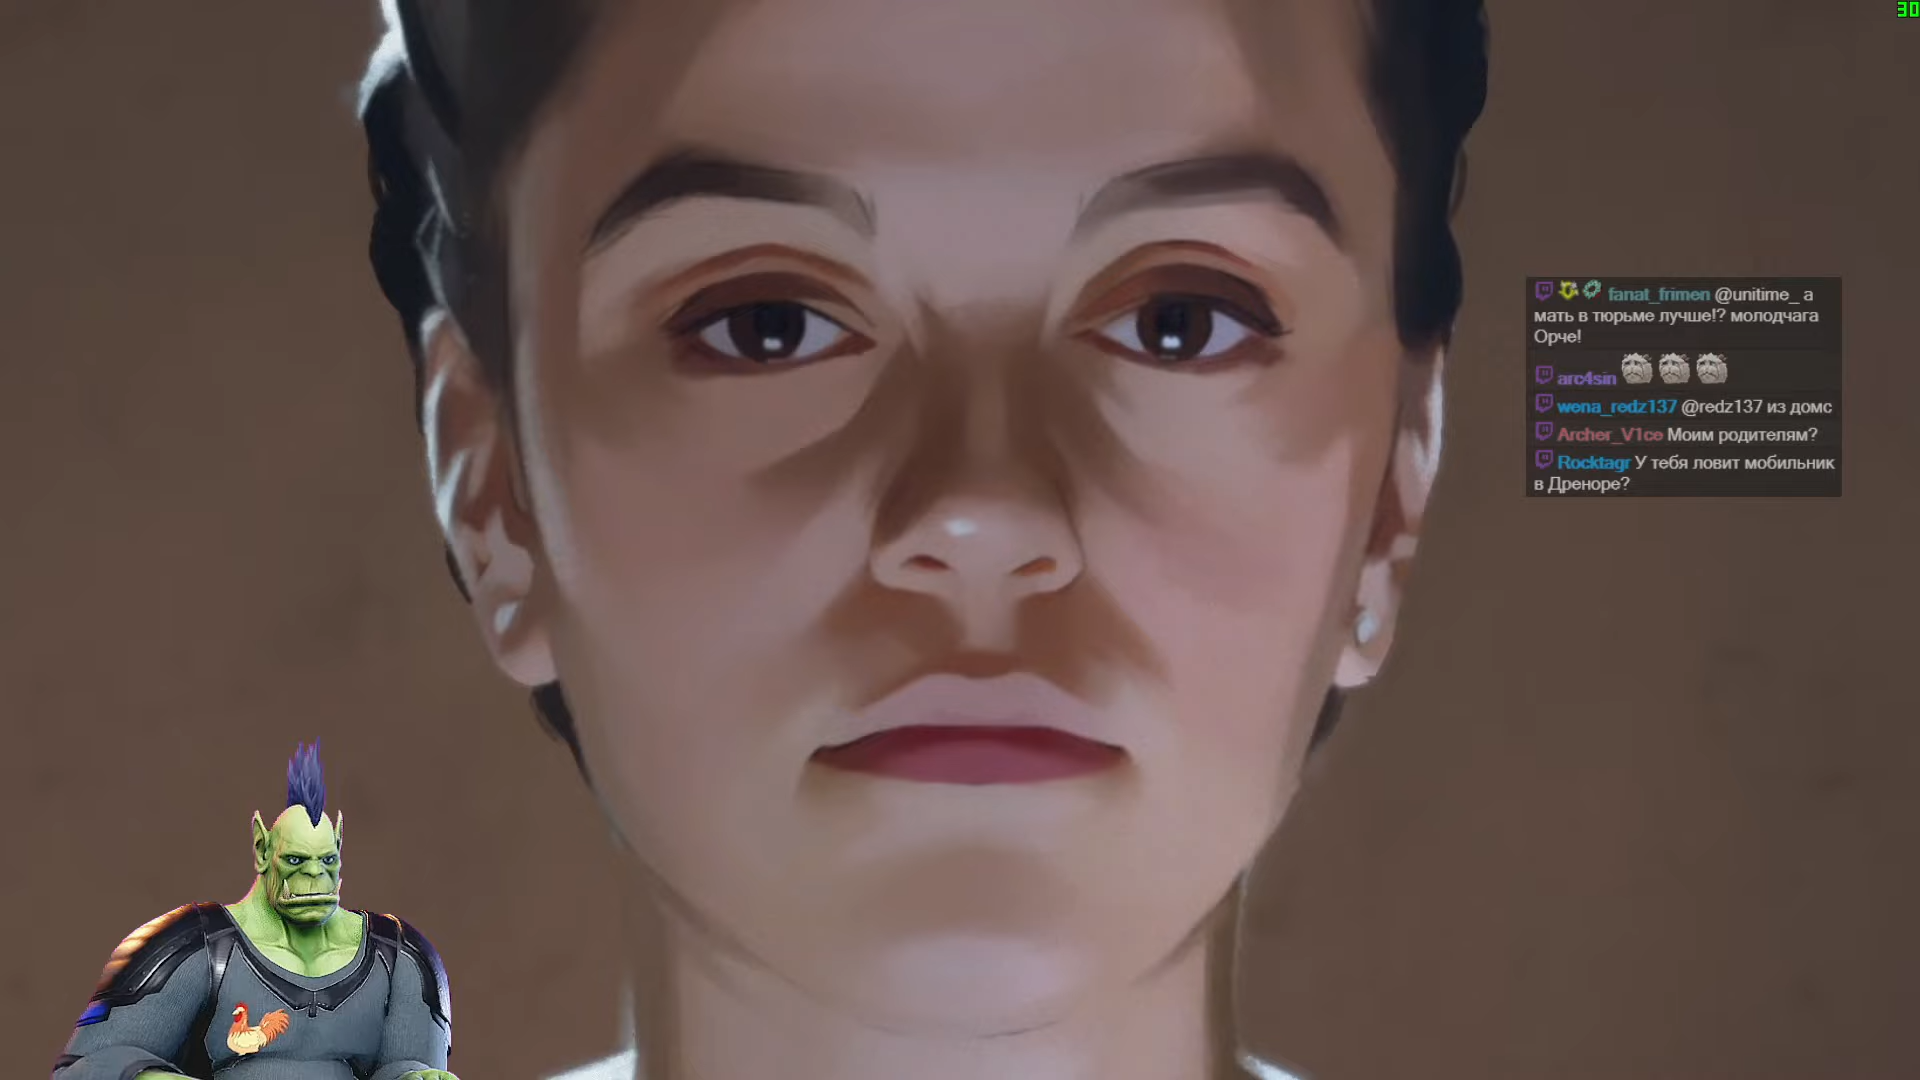 30
fanat_frimen @unitime_ а
мать в тюрьме лучше!? молодчага
Орче!
arc4sin
wena_redz137 @redz137 из домс
Archer_V1ce Моим родителям?
Rocktagr У тебя ловит мобильник
в Дреноре?